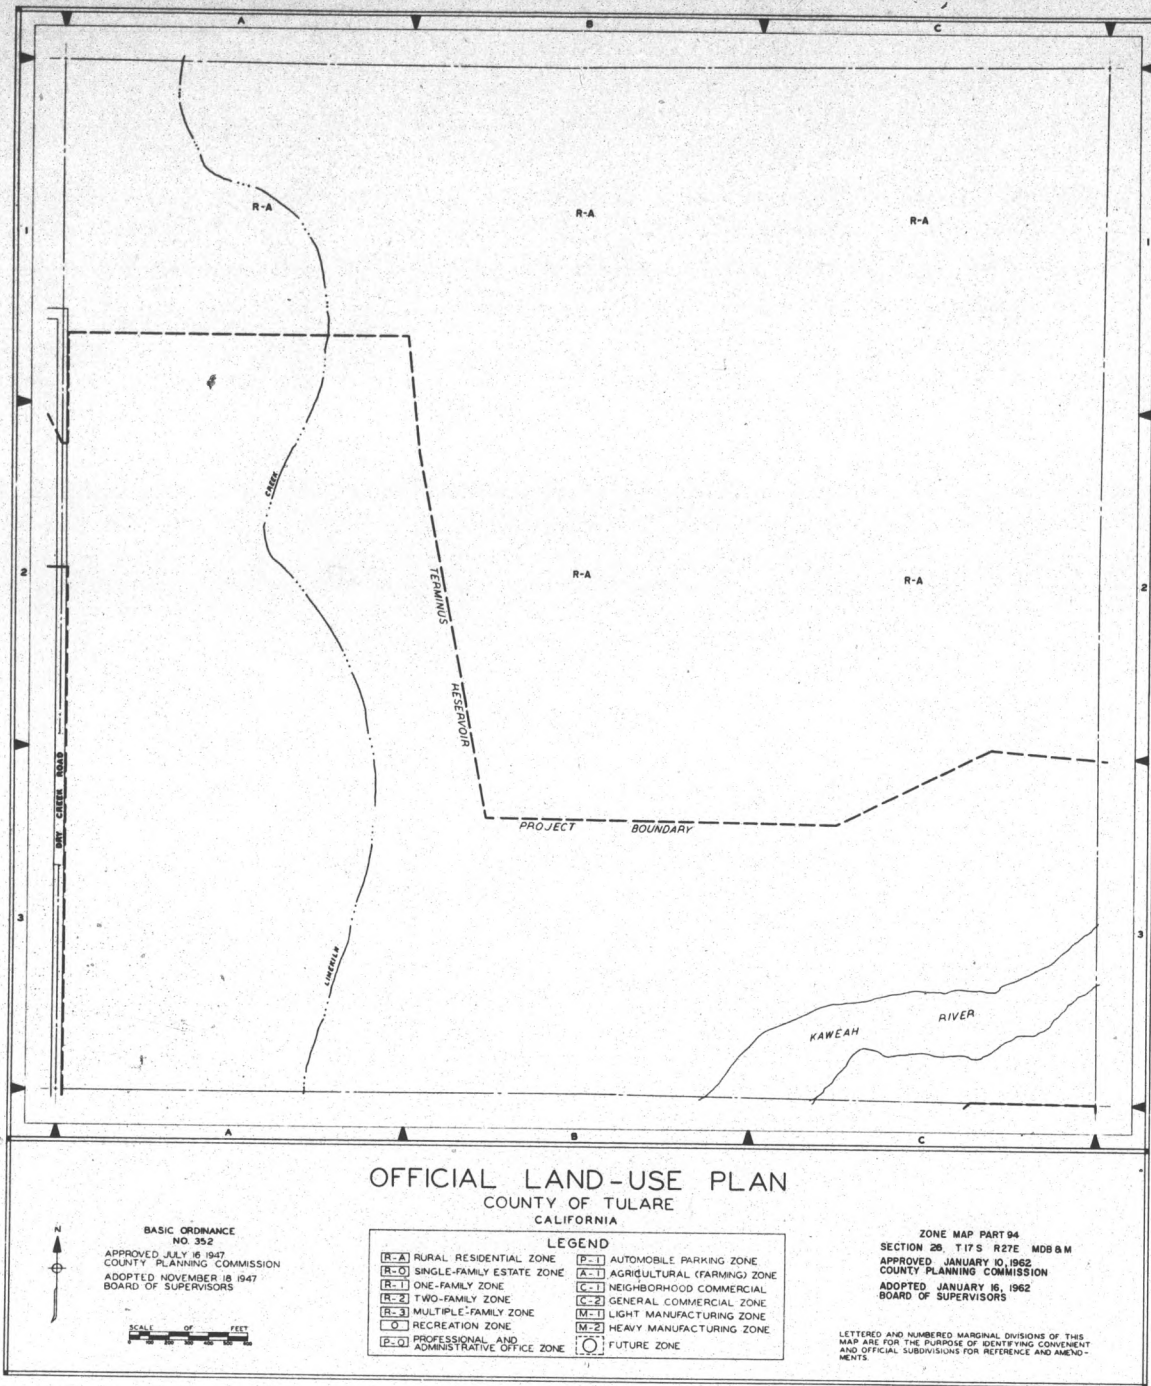 A B C
1 R-A R-A R-A 1
CREEK
2 TERMINUS R-A R-A 2
RESERVOIR
DRY CREEK ROAD
PROJECT BOUNDARY
3 LIMEKILN 3
KAWEAH RIVER
A B C
OFFICIAL LAND-USE PLAN
COUNTY OF TULARE
CALIFORNIA
N
BASIC ORDINANCE
NO. 352
APPROVED JULY 16 1947
COUNTY PLANNING COMMISSION
ADOPTED NOVEMBER 18 1947
BOARD OF SUPERVISORS
SCALE OF FEET
LEGEND
R-A RURAL RESIDENTIAL ZONE
R-O SINGLE-FAMILY ESTATE ZONE
R-1 ONE-FAMILY ZONE
R-2 TWO-FAMILY ZONE
R-3 MULTIPLE-FAMILY ZONE
O RECREATION ZONE
P-O PROFESSIONAL AND
ADMINISTRATIVE OFFICE ZONE
P-1 AUTOMOBILE PARKING ZONE
A-1 AGRICULTURAL (FARMING) ZONE
C-1 NEIGHBORHOOD COMMERCIAL
C-2 GENERAL COMMERCIAL ZONE
M-1 LIGHT MANUFACTURING ZONE
M-2 HEAVY MANUFACTURING ZONE
FUTURE ZONE
ZONE MAP PART 94
SECTION 26, T17S R27E MDB&M
APPROVED JANUARY 10, 1962
COUNTY PLANNING COMMISSION
ADOPTED JANUARY 16, 1962
BOARD OF SUPERVISORS
LETTERED AND NUMBERED MARGINAL DIVISIONS OF THIS
MAP ARE FOR THE PURPOSE OF IDENTIFYING CONVENIENT
AND OFFICIAL SUBDIVISIONS FOR REFERENCE AND AMEND-
MENTS.